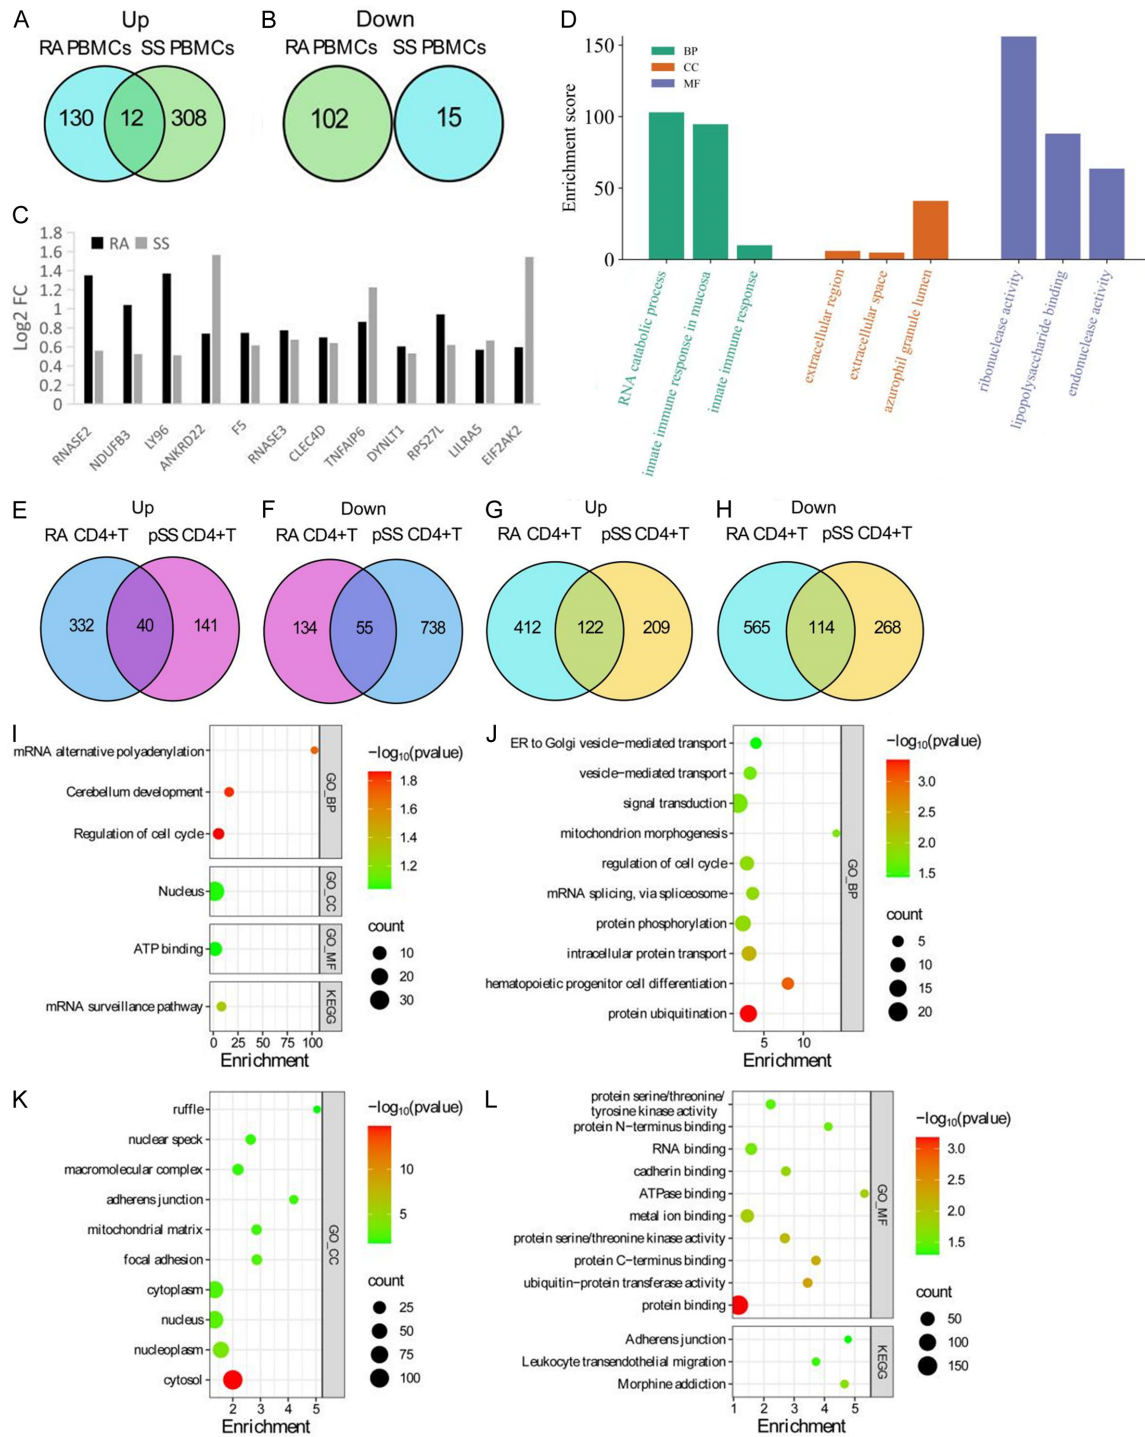 A
Up
RA PBMCs SS PBMCs
130 12 308
B
Down
RA PBMCs SS PBMCs
102 15
C
1.8
1.6
1.4
1.2
1
0.8
0.6
0.4
0.2
0
Log2 FC
RA SS
RNASE2
NDUFB3
LY96
ANKRD22
F5
RNASE3
CLEC4D
TNFAIP6
DYNLT1
RPS27L
LILRA5
EIF2AK2
D
150
100
50
0
Enrichment score
BP
CC
MF
RNA catabolic process
innate immune response in mucosa
innate immune response
extracellular region
extracellular space
azurophil granule lumen
ribonuclease activity
lipopolysaccharide binding
endonuclease activity
E
Up
RA CD4+T pSS CD4+T
332 40 141
F
Down
RA CD4+T pSS CD4+T
134 55 738
G
Up
RA CD4+T pSS CD4+T
412 122 209
H
Down
RA CD4+T pSS CD4+T
565 114 268
I
mRNA alternative polyadenylation
Cerebellum development
Regulation of cell cycle
Nucleus
ATP binding
mRNA surveillance pathway
GO_BP
GO_CC
GO_MF
KEGG
0 25 50 75 100
Enrichment
−log10(pvalue)
1.8
1.6
1.4
1.2
count
10
20
30
J
ER to Golgi vesicle−mediated transport
vesicle−mediated transport
signal transduction
mitochondrion morphogenesis
regulation of cell cycle
mRNA splicing, via spliceosome
protein phosphorylation
intracellular protein transport
hematopoietic progenitor cell differentiation
protein ubiquitination
GO_BP
5 10
Enrichment
−log10(pvalue)
3.0
2.5
2.0
1.5
count
5
10
15
20
K
ruffle
nuclear speck
macromolecular complex
adherens junction
mitochondrial matrix
focal adhesion
cytoplasm
nucleus
nucleoplasm
cytosol
GO_CC
2 3 4 5
Enrichment
−log10(pvalue)
10
5
count
25
50
75
100
L
protein serine/threonine/
tyrosine kinase activity
protein N−terminus binding
RNA binding
cadherin binding
ATPase binding
metal ion binding
protein serine/threonine kinase activity
protein C−terminus binding
ubiquitin−protein transferase activity
protein binding
Adherens junction
Leukocyte transendothelial migration
Morphine addiction
GO_MF
KEGG
1 2 3 4 5
Enrichment
−log10(pvalue)
3.0
2.5
2.0
1.5
count
50
100
150